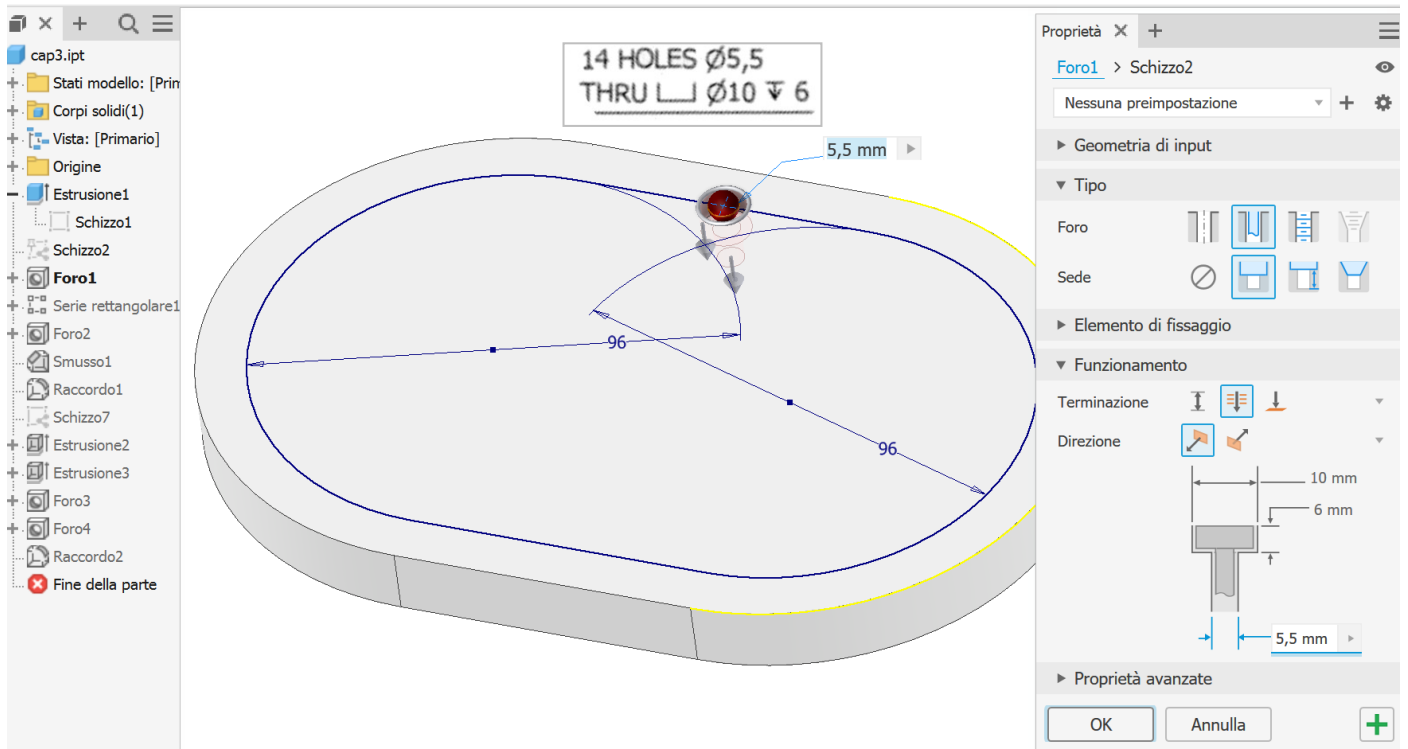 cap3.ipt
Stati modello: [Prin
Corpi solidi(1)
Vista: [Primario]
Origine
Estrusione1
Schizzo1
Schizzo2
Foro1
Serie rettangolare1
Foro2
Smusso1
Raccordo1
Schizzo7
Estrusione2
Estrusione3
Foro3
Foro4
Raccordo2
Fine della parte
14 HOLES Ø5,5
THRU ⌴ Ø10 ↧ 6
5,5 mm
96
96
Proprietà
Foro1 > Schizzo2
Nessuna preimpostazione
Geometria di input
Tipo
Foro
Sede
Elemento di fissaggio
Funzionamento
Terminazione
Direzione
10 mm
6 mm
5,5 mm
Proprietà avanzate
OK Annulla